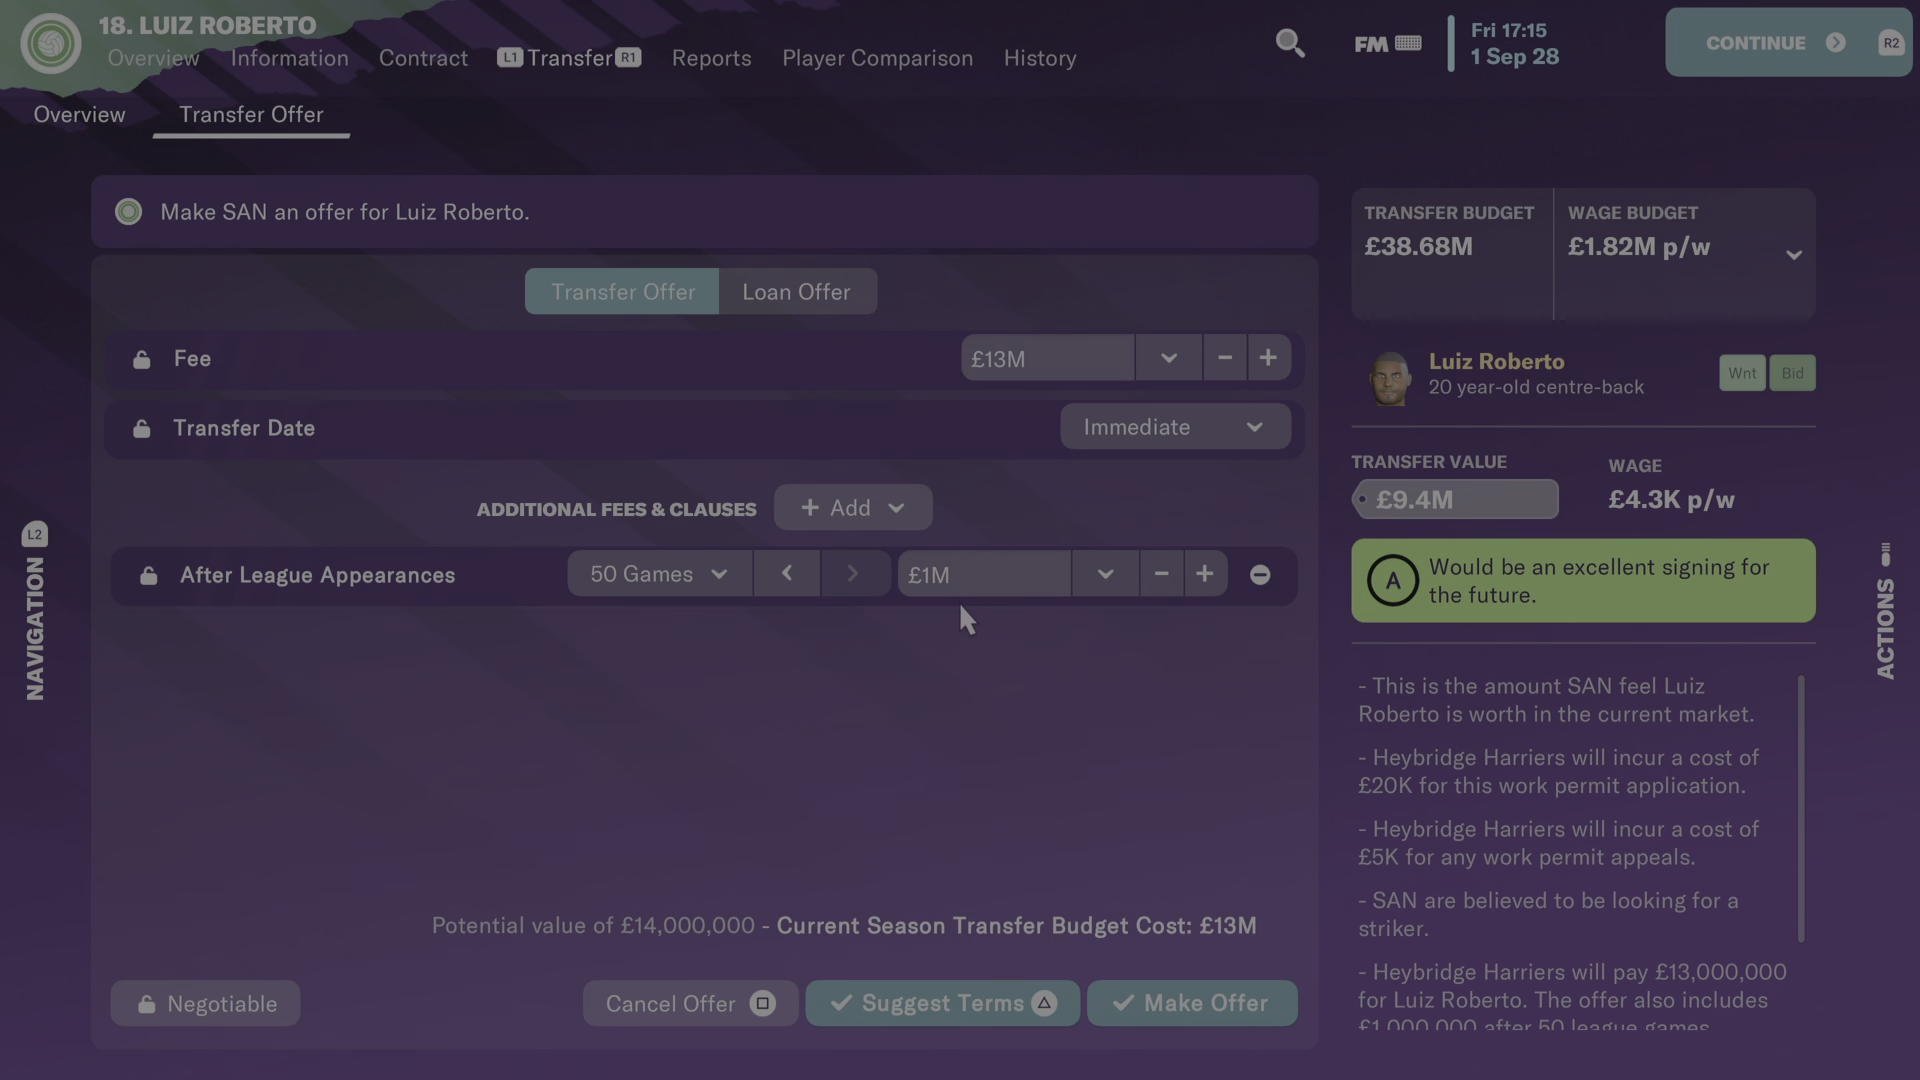 18. LUIZ ROBERTO
Overview Information Contract L1 Transfer R1 Reports Player Comparison History
FM
Fri 17:15
1 Sep 28
CONTINUE R2
Overview Transfer Offer
Make SAN an offer for Luiz Roberto.
Transfer Offer Loan Offer
Fee £13M
Transfer Date Immediate
ADDITIONAL FEES & CLAUSES + Add
After League Appearances 50 Games £1M
Potential value of £14,000,000 - Current Season Transfer Budget Cost: £13M
Negotiable Cancel Offer Suggest Terms Make Offer
L2
NAVIGATION
TRANSFER BUDGET WAGE BUDGET
£38.68M £1.82M p/w
Luiz Roberto
20 year-old centre-back
Wnt Bid
TRANSFER VALUE WAGE
£9.4M £4.3K p/w
A
Would be an excellent signing for
the future.
- This is the amount SAN feel Luiz
Roberto is worth in the current market.
- Heybridge Harriers will incur a cost of
£20K for this work permit application.
- Heybridge Harriers will incur a cost of
£5K for any work permit appeals.
- SAN are believed to be looking for a
striker.
- Heybridge Harriers will pay £13,000,000
for Luiz Roberto. The offer also includes
£1,000,000 after 50 league games
ACTIONS